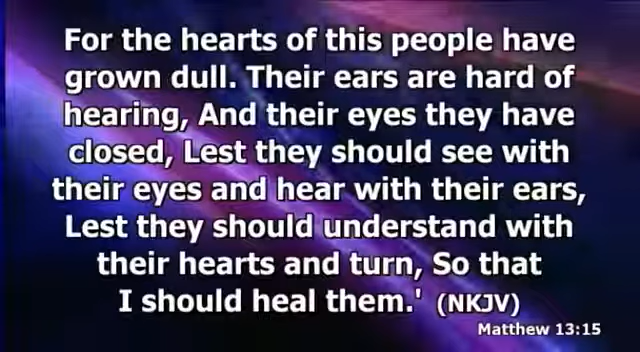 For the hearts of this people have
grown dull. Their ears are hard of
hearing, And their eyes they have
closed, Lest they should see with
their eyes and hear with their ears,
Lest they should understand with
their hearts and turn, So that
I should heal them.' (NKJV)
Matthew 13:15